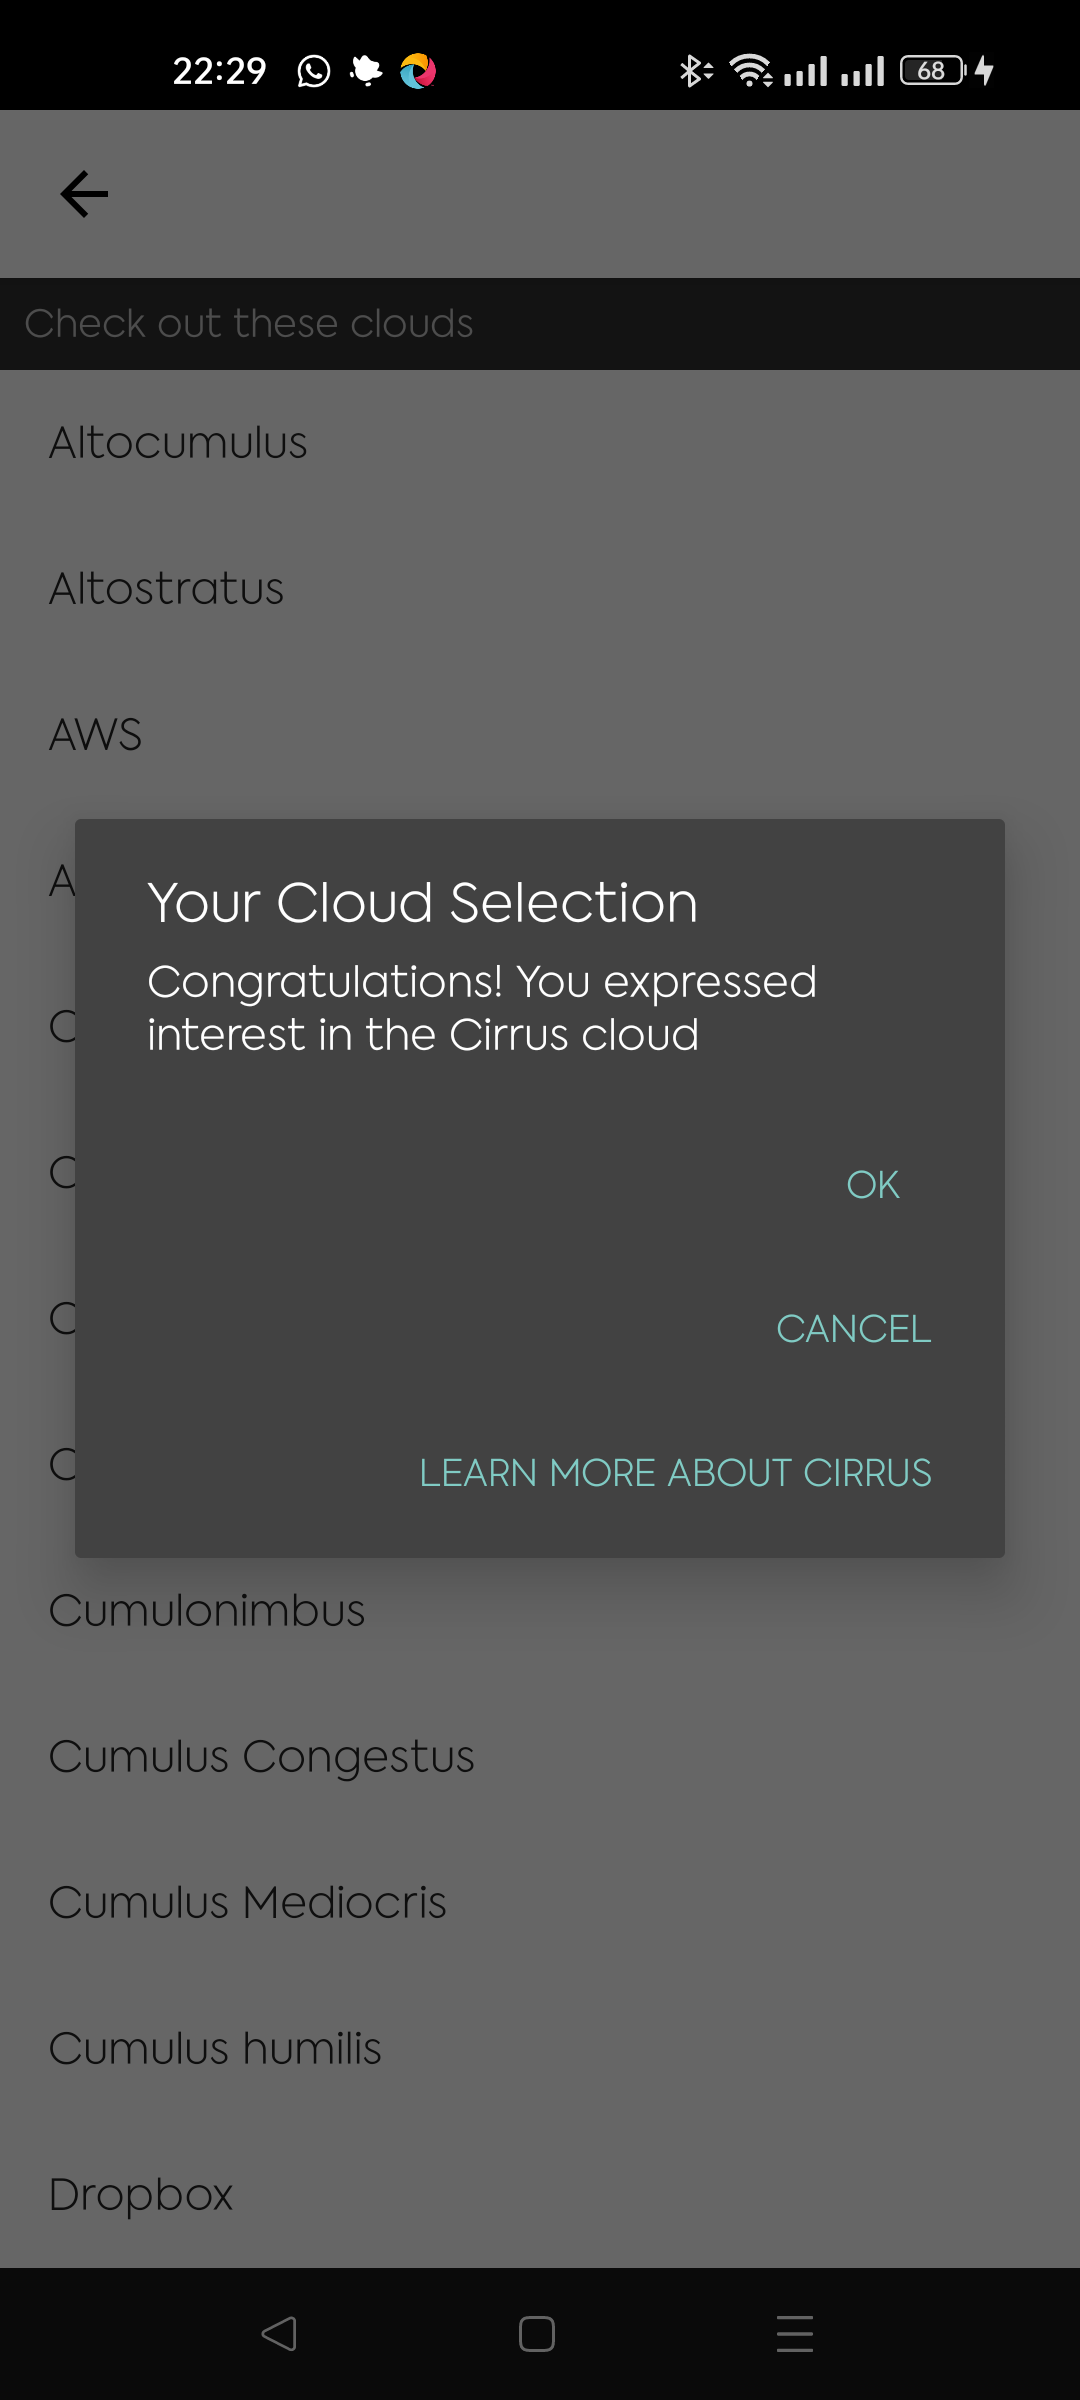 22:29
68
Check out these clouds
Altocumulus
Altostratus
AWS
Your Cloud Selection
Congratulations! You expressed
interest in the Cirrus cloud
OK
CANCEL
LEARN MORE ABOUT CIRRUS
Cumulonimbus
Cumulus Congestus
Cumulus Mediocris
Cumulus humilis
Dropbox